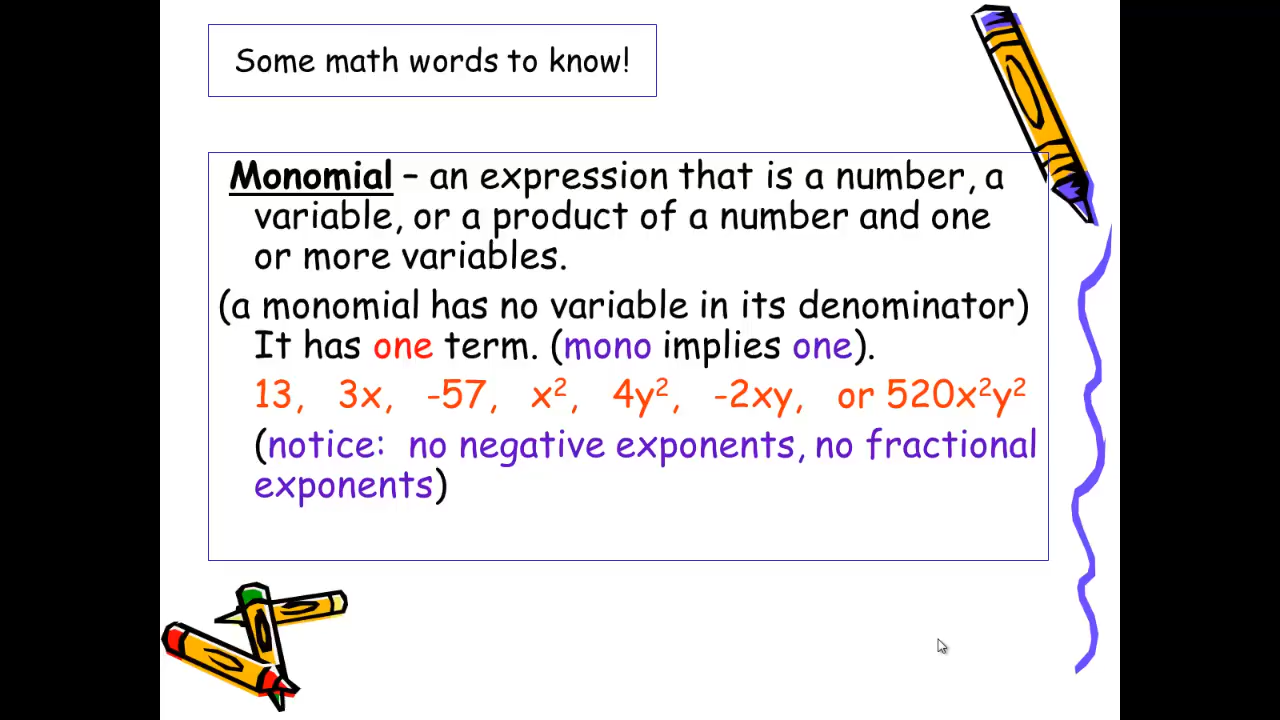 Some math words to know!
Monomial – an expression that is a number, a
variable, or a product of a number and one
or more variables.
(a monomial has no variable in its denominator)
It has one term. (mono implies one).
13, 3x, -57, x², 4y², -2xy, or 520x²y²
(notice: no negative exponents, no fractional
exponents)